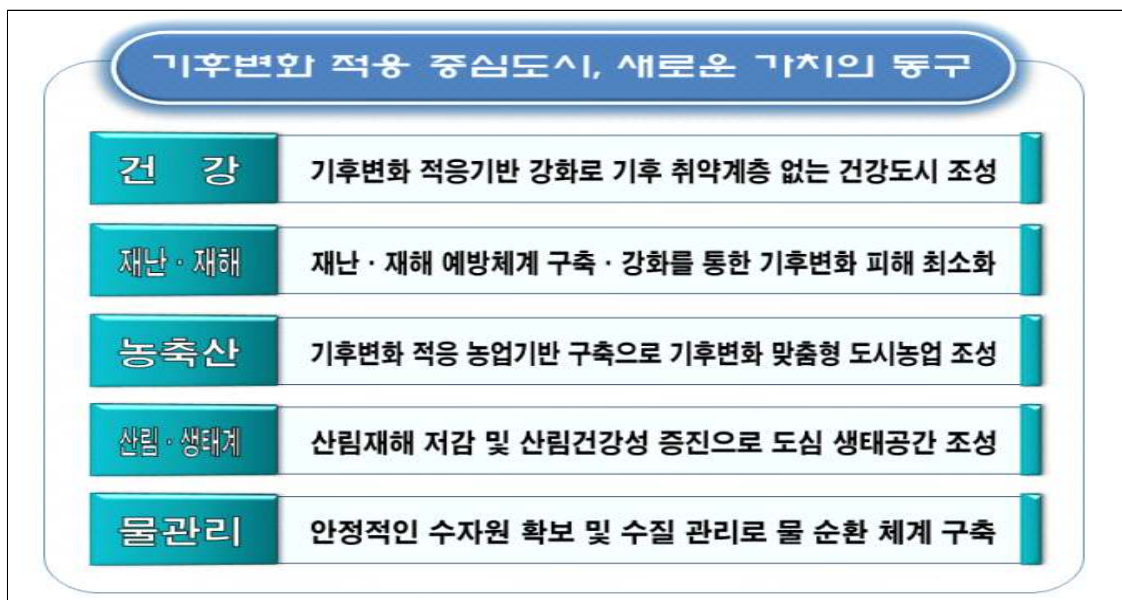 기후변화 적응 중심도시, 새로운 가치의 동구
건 강
기후변화 적응기반 강화로 기후 취약계층 없는 건강도시 조성
재난 · 재해
재난 · 재해 예방체계 구축 · 강화를 통한 기후변화 피해 최소화
농축산
기후변화 적응 농업기반 구축으로 기후변화 맞춤형 도시농업 조성
산림 · 생태계
산림재해 저감 및 산림건강성 증진으로 도심 생태공간 조성
물관리
안정적인 수자원 확보 및 수질 관리로 물 순환 체계 구축